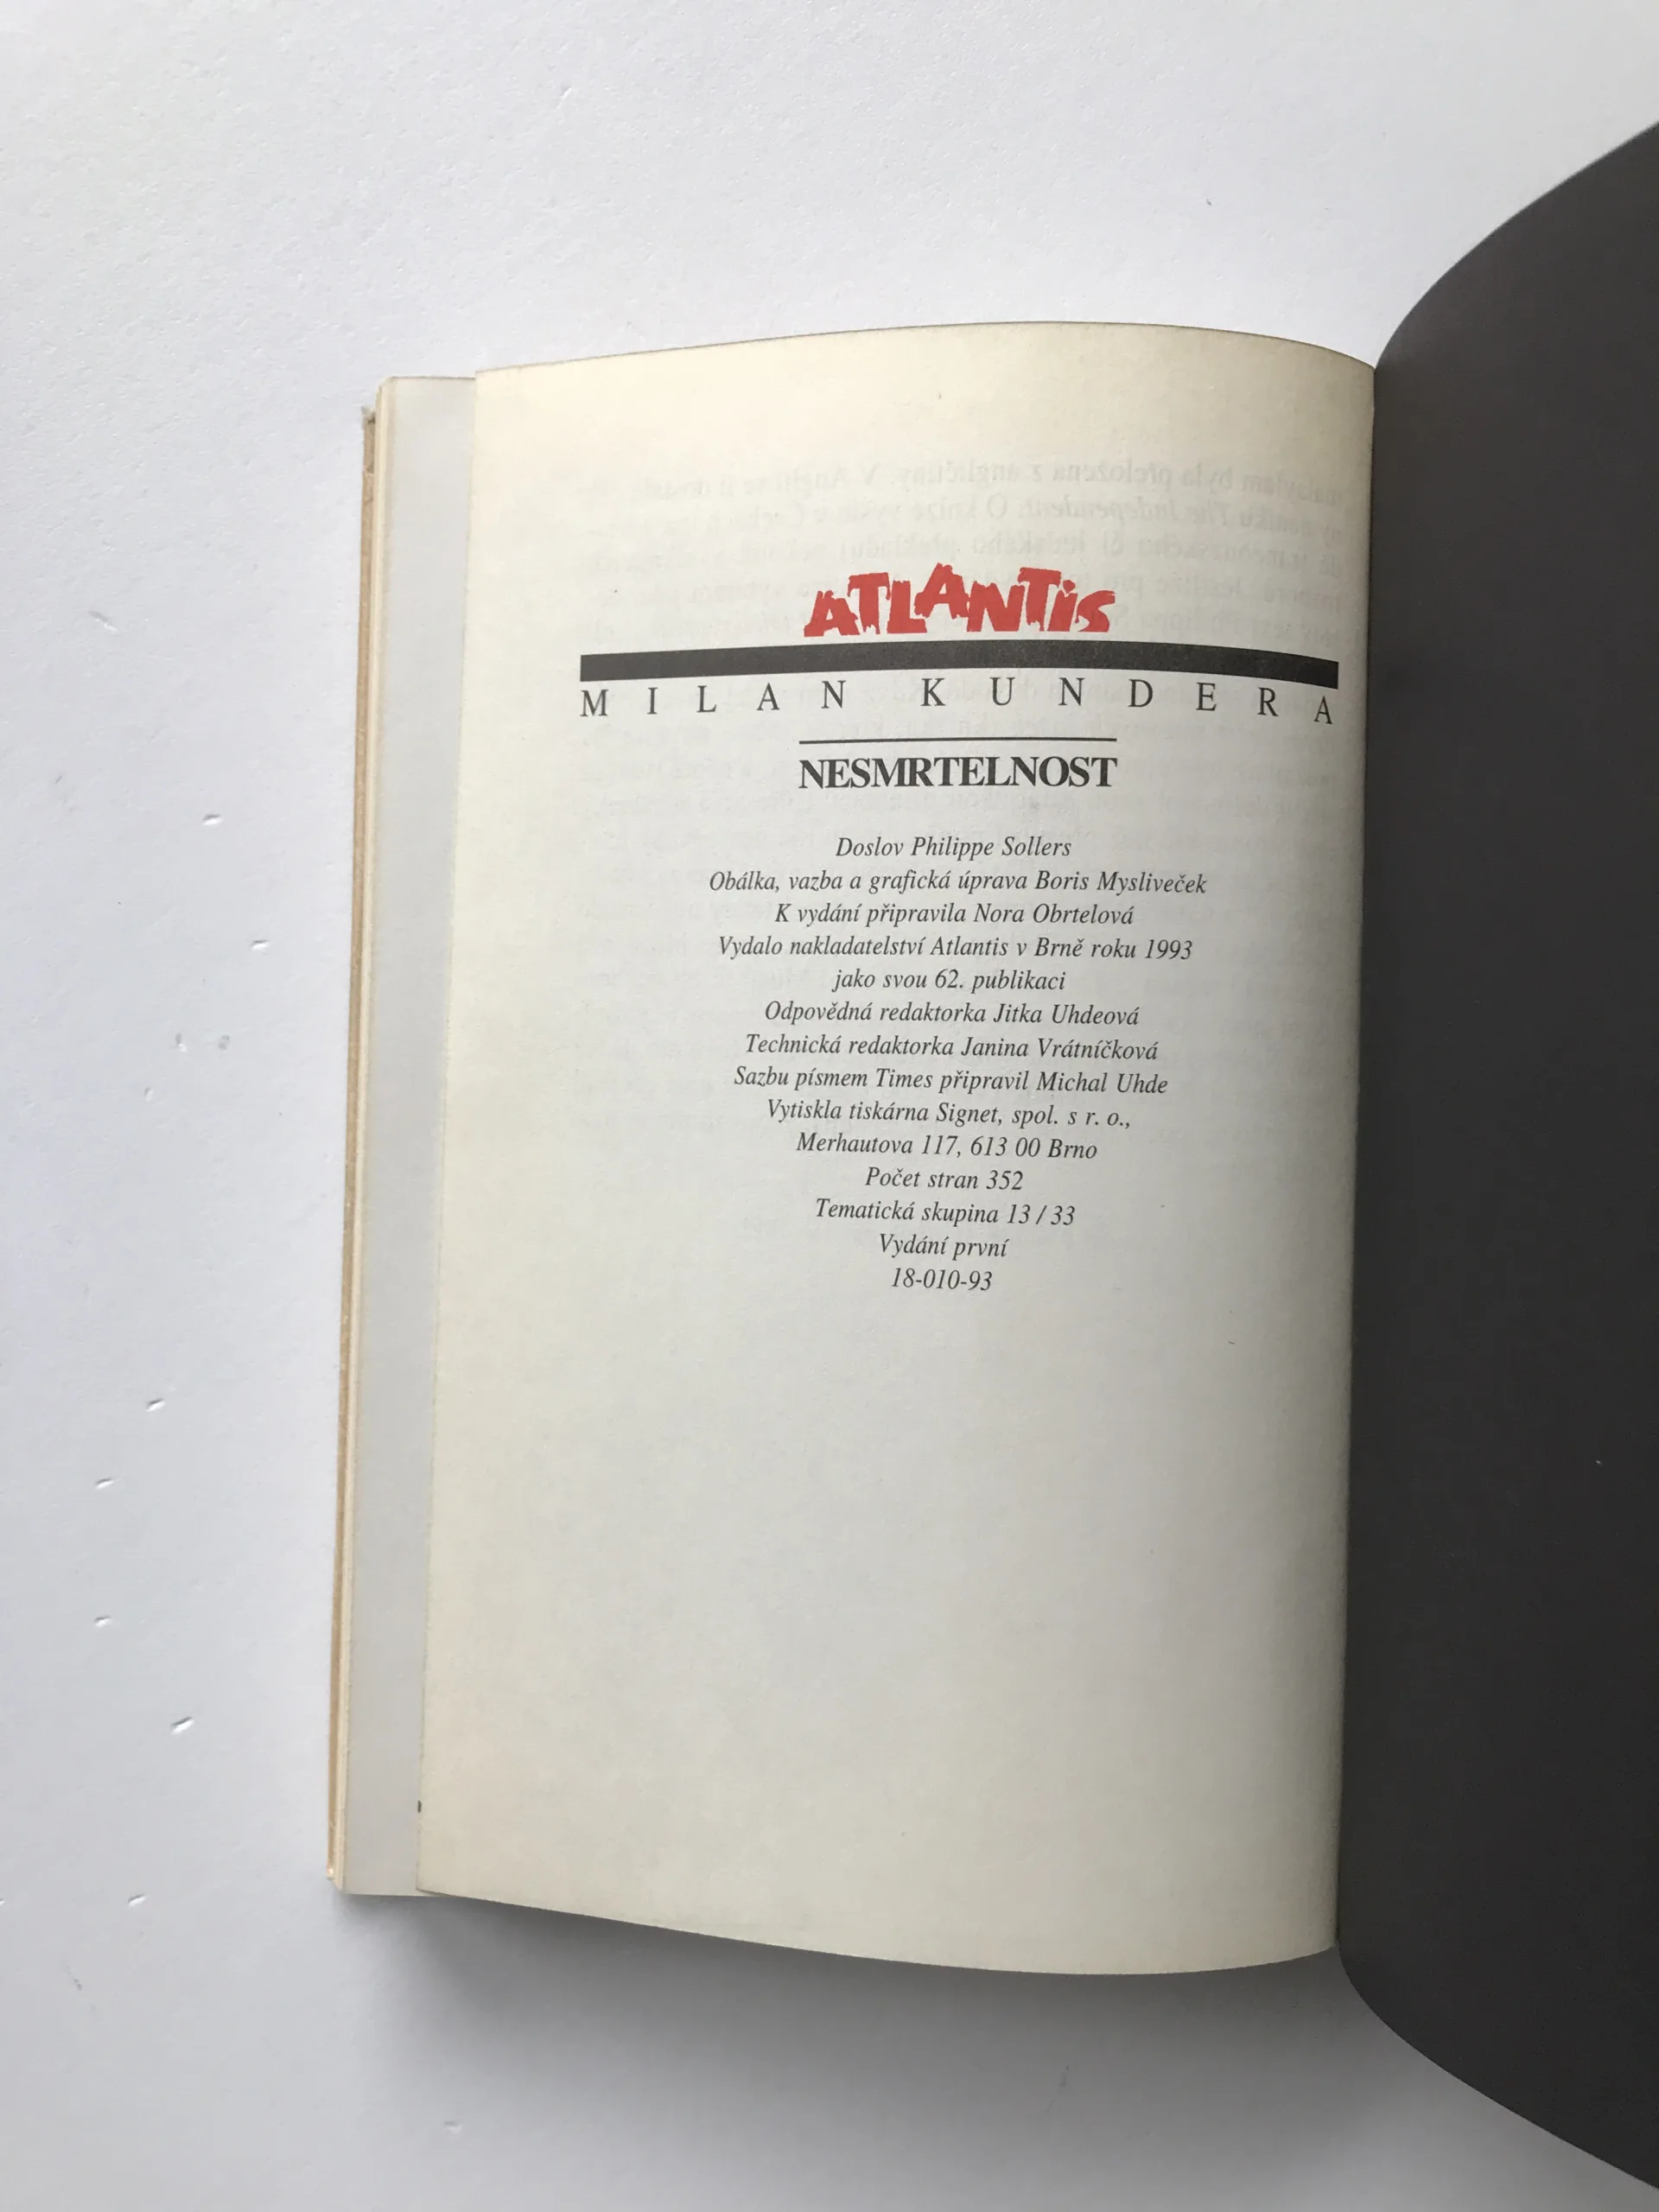 ATLANTIS
MILAN KUNDERA
NESMRTELNOST
Doslov Philippe Sollers
Obálka, vazba a grafická úprava Boris Mysliveček
K vydání připravila Nora Obrtelová
Vydalo nakladatelství Atlantis v Brně roku 1993
jako svou 62. publikaci
Odpovědná redaktorka Jitka Uhdeová
Technická redaktorka Janina Vrátníčková
Sazbu písmem Times připravil Michal Uhde
Vytiskla tiskárna Signet, spol. s r. o.,
Merhautova 117, 613 00 Brno
Počet stran 352
Tematická skupina 13 / 33
Vydání první
18-010-93